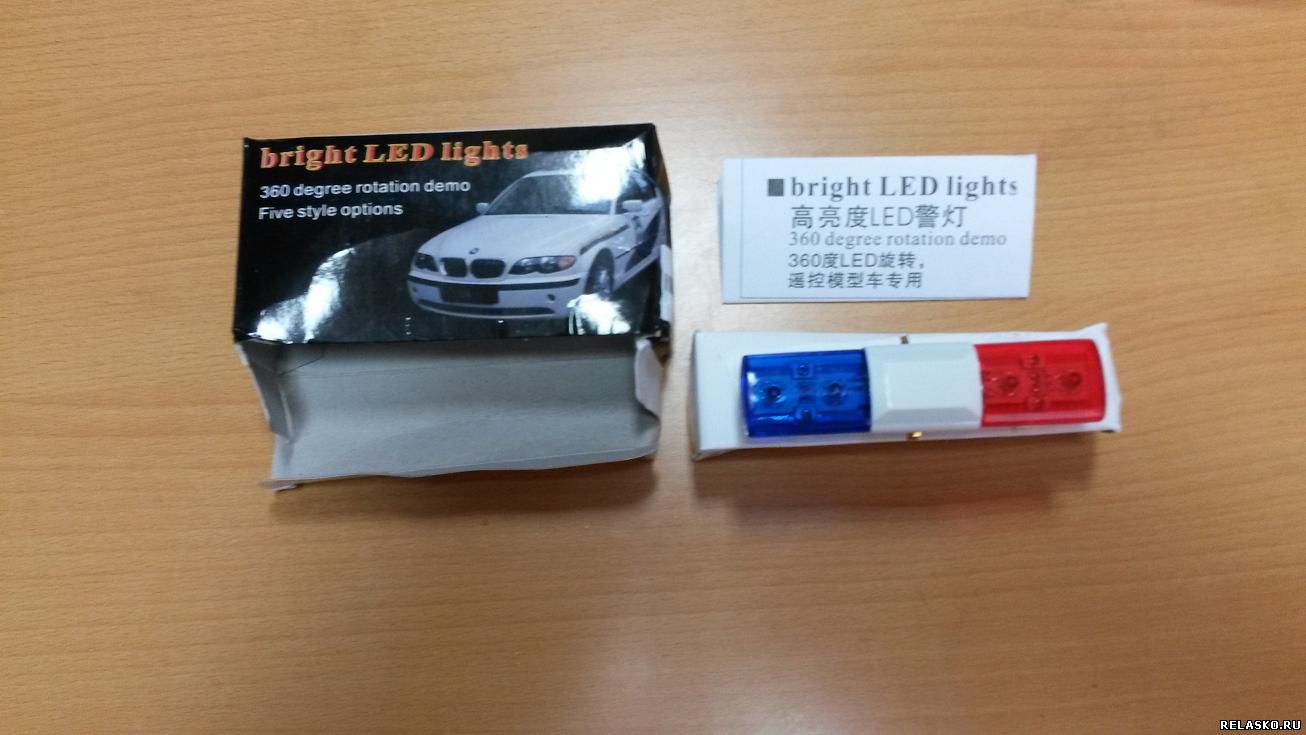 bright LED lights
360 degree rotation demo
Five style options
■bright LED lights
高亮度LED警灯
360 degree rotation demo
360度LED旋转，
遥控模型车专用
RELASKO.RU